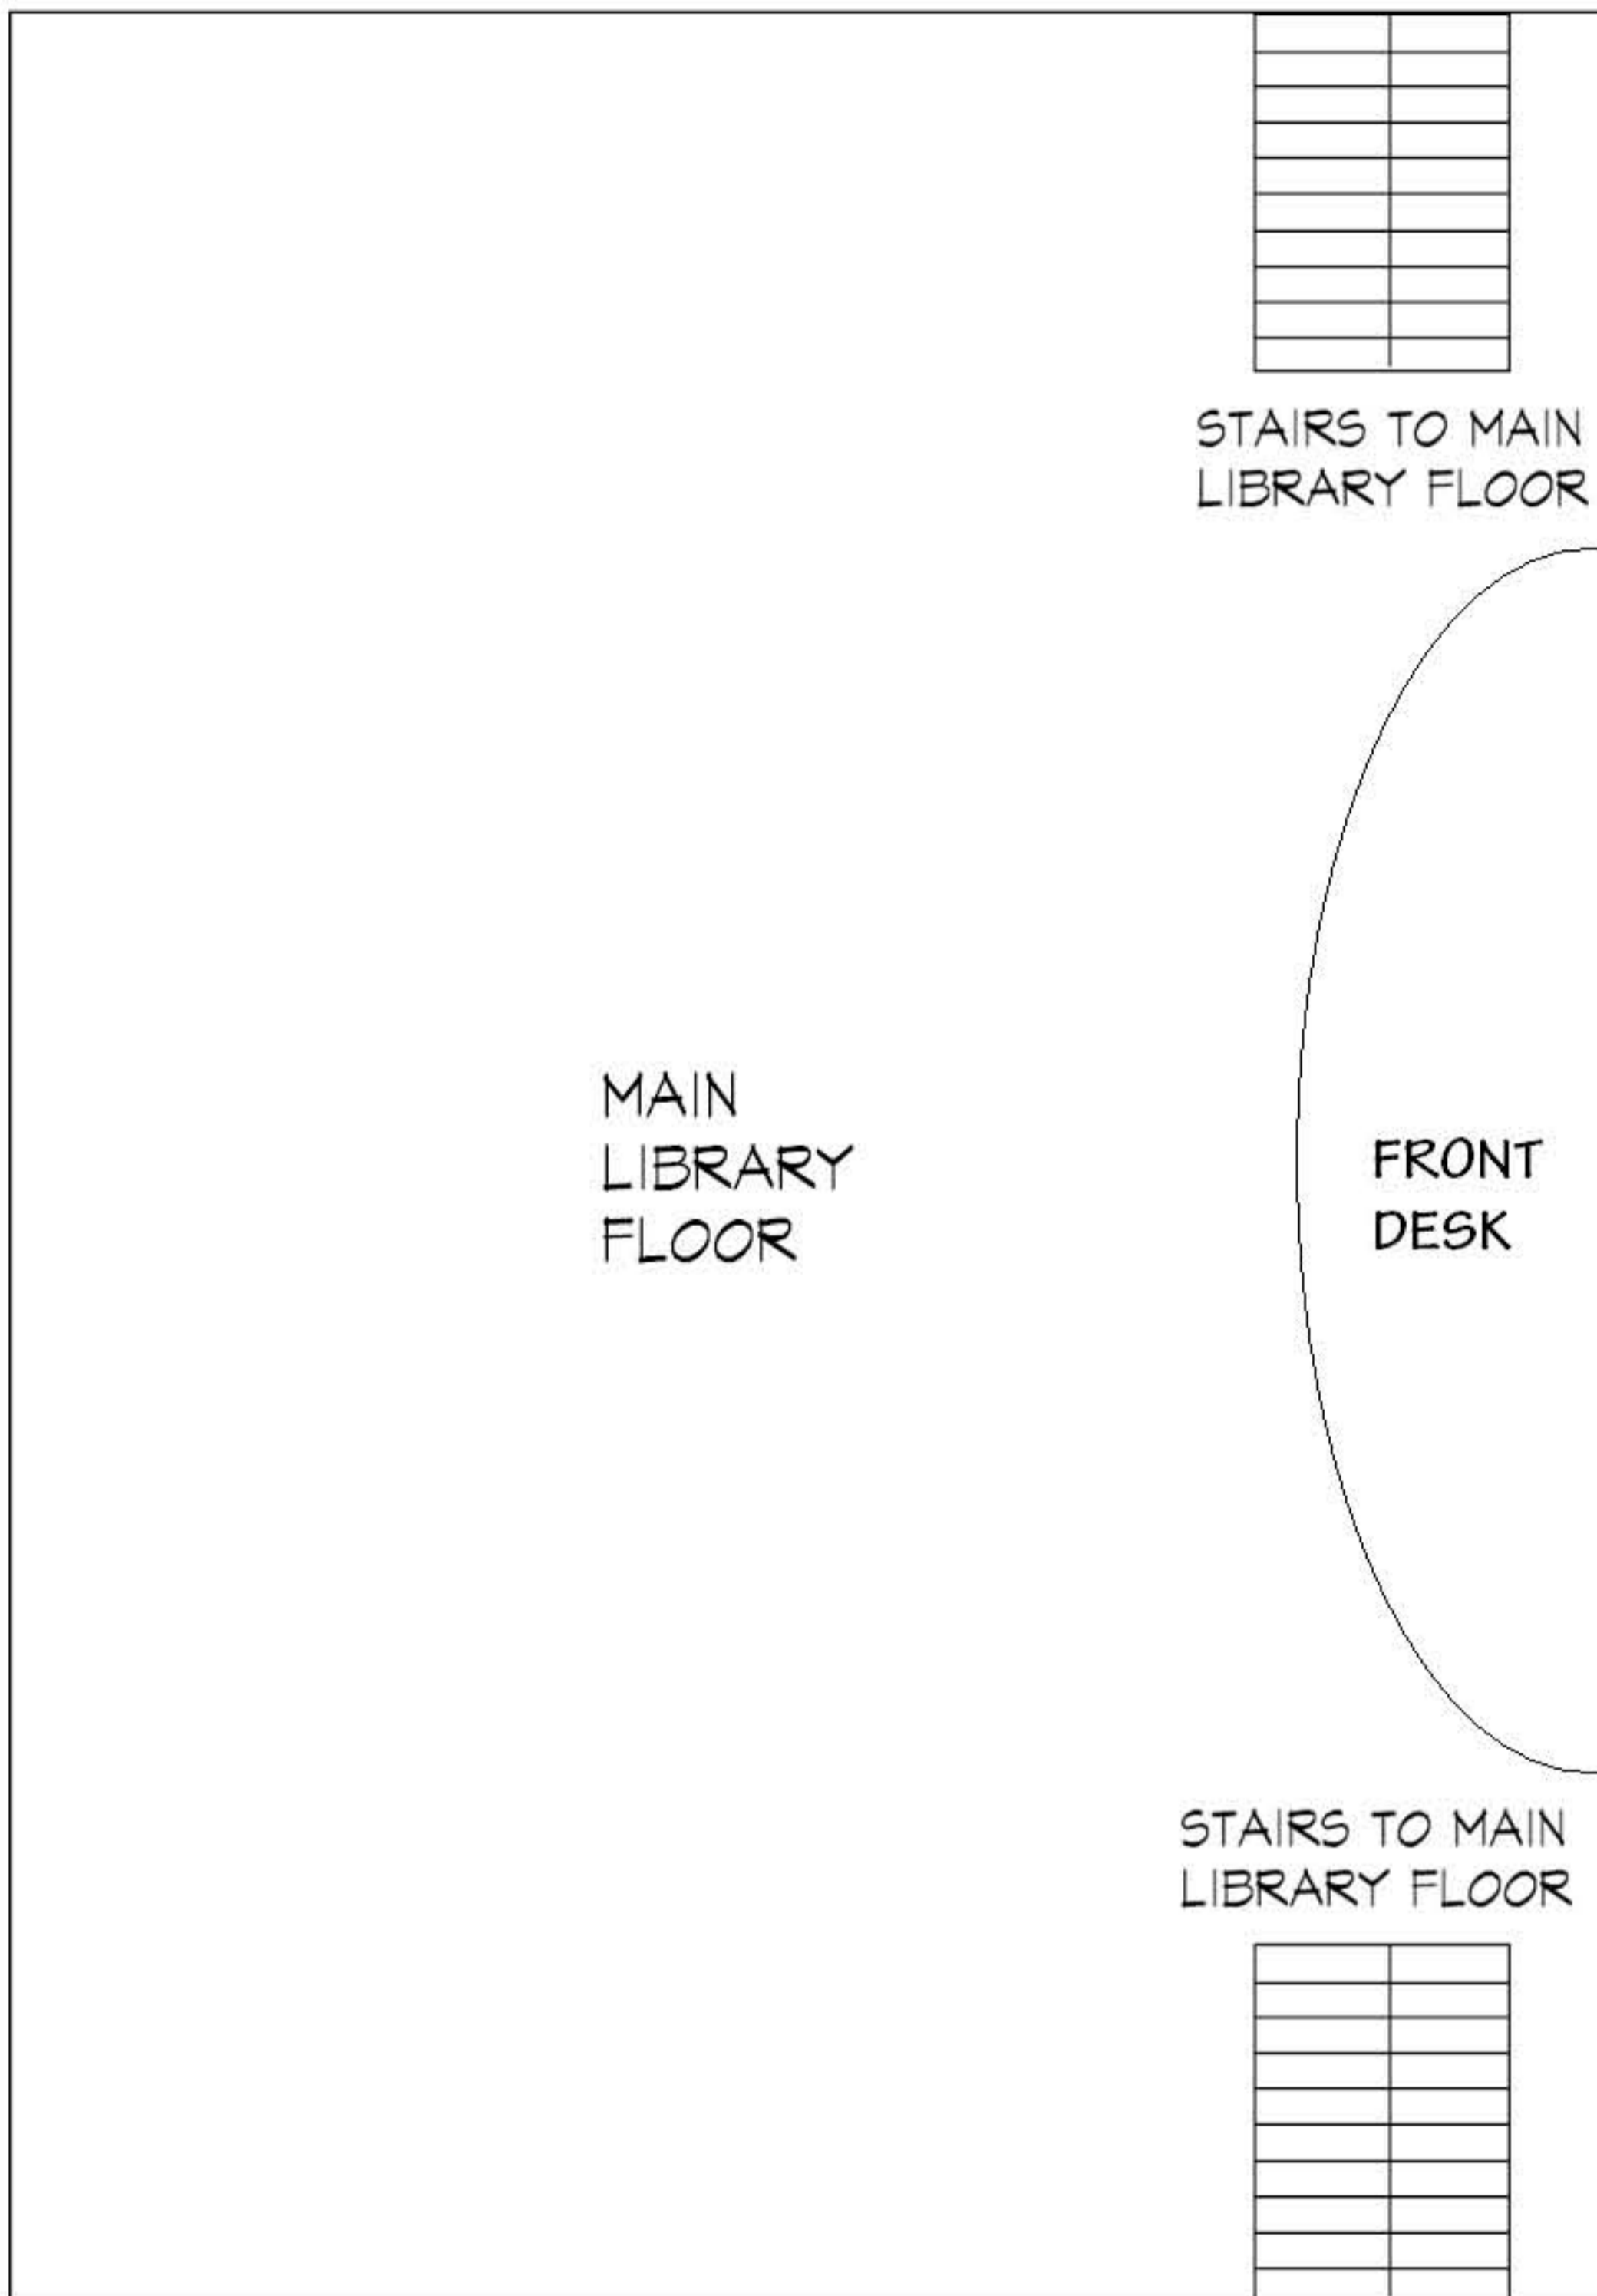 STAIRS TO MAIN
LIBRARY FLOOR
MAIN
LIBRARY
FLOOR
FRONT
DESK
STAIRS TO MAIN
LIBRARY FLOOR